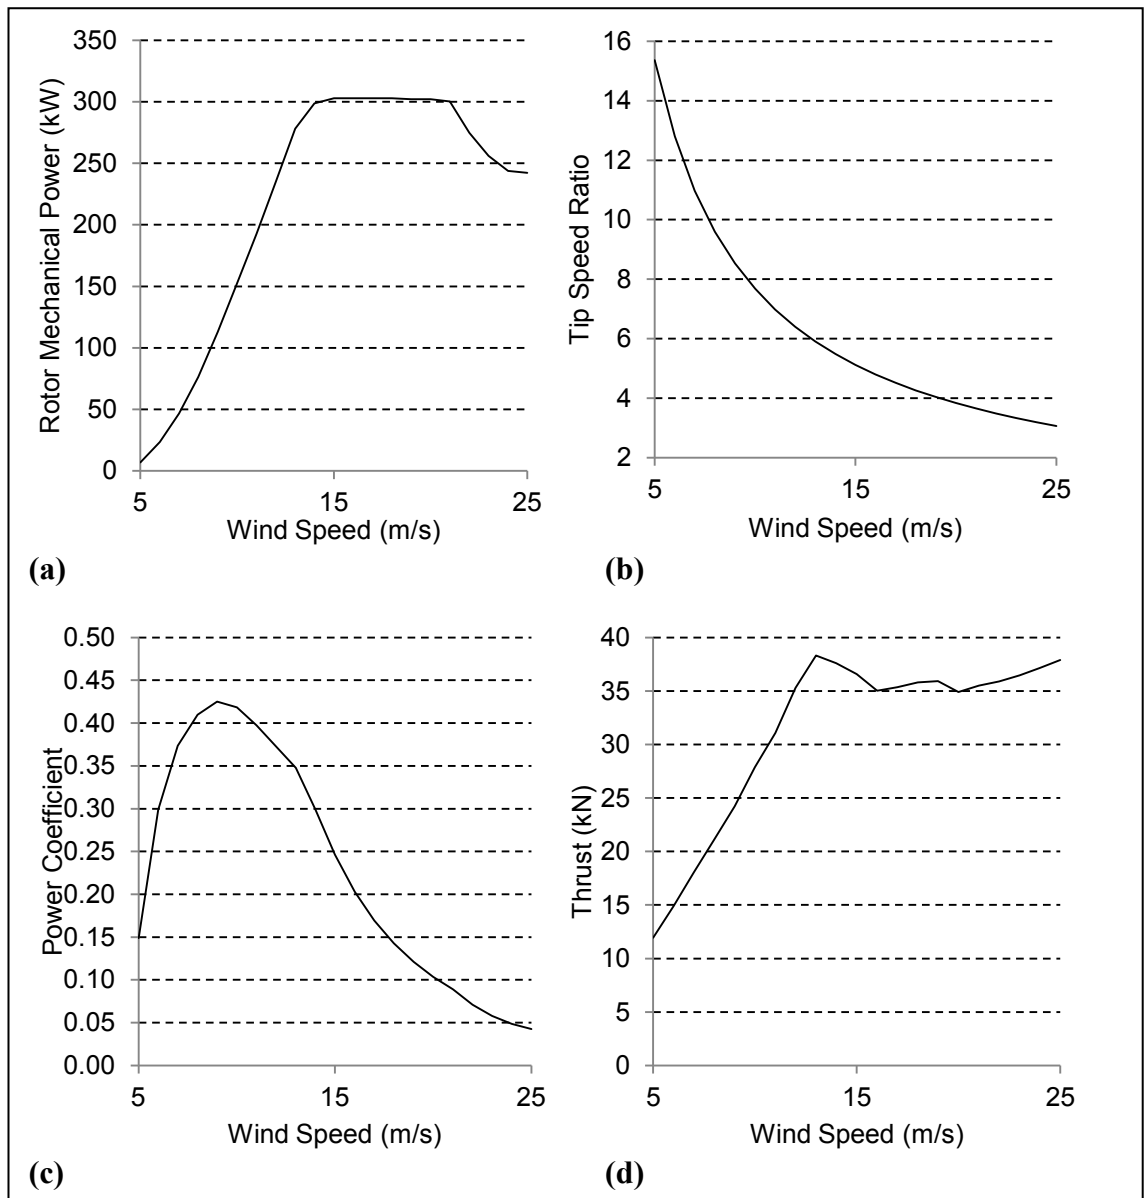 350
300
250
200
150
100
50
0
Rotor Mechanical Power (kW)
5 15 25
Wind Speed (m/s)
(a)
16
14
12
10
8
6
4
2
Tip Speed Ratio
5 15 25
Wind Speed (m/s)
(b)
0.50
0.45
0.40
0.35
0.30
0.25
0.20
0.15
0.10
0.05
0.00
Power Coefficient
5 15 25
Wind Speed (m/s)
(c)
40
35
30
25
20
15
10
5
0
Thrust (kN)
5 15 25
Wind Speed (m/s)
(d)